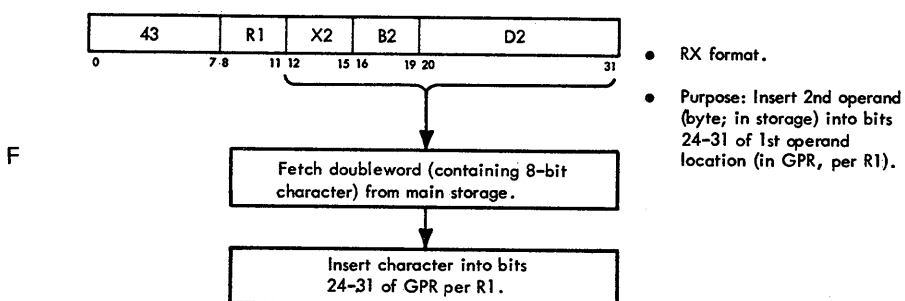 43 R1 X2 B2 D2
0 7 8 11 12 15 16 19 20 31
• RX format.
• Purpose: Insert 2nd operand
(byte; in storage) into bits
24-31 of 1st operand
location (in GPR, per R1).
F
Fetch doubleword (containing 8-bit
character) from main storage.
Insert character into bits
24-31 of GPR per R1.